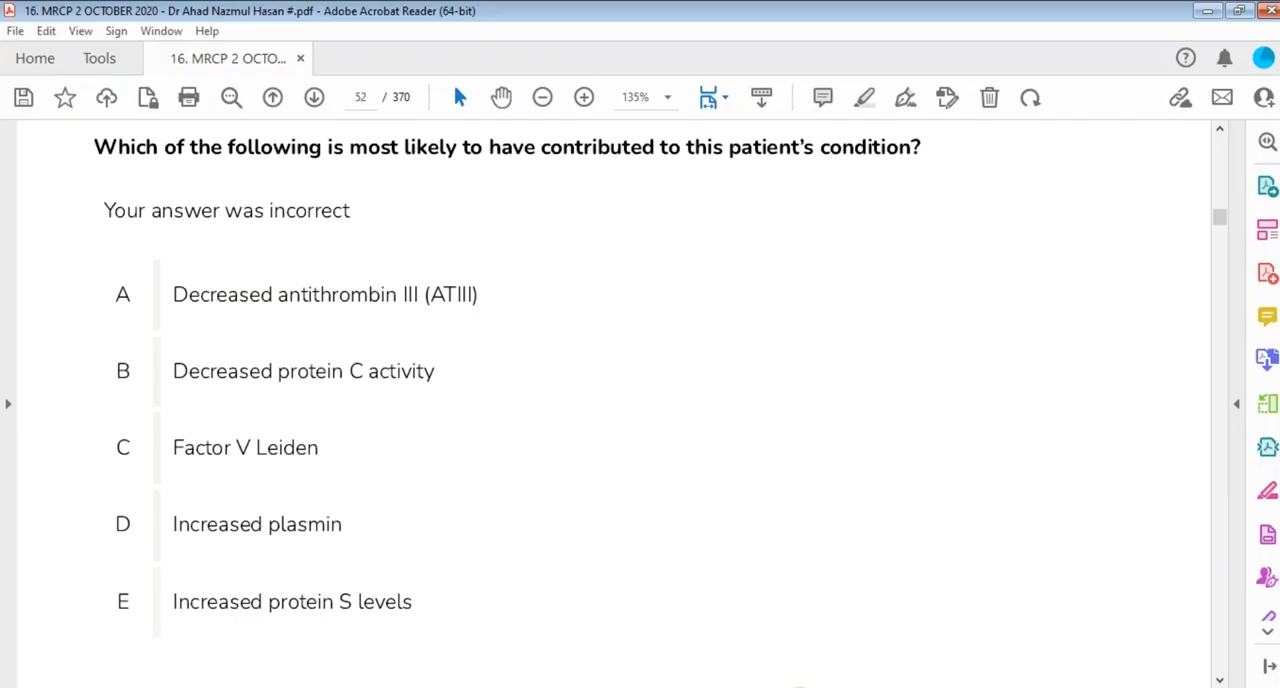 16. MRCP 2 OCTOBER 2020 - Dr Ahad Nazmul Hasan #.pdf - Adobe Acrobat Reader (64-bit)
File Edit View Sign Window Help
Home Tools 16. MRCP 2 OCTO... ×
52 / 370 135%
Which of the following is most likely to have contributed to this patient's condition?
Your answer was incorrect
A Decreased antithrombin III (ATIII)
B Decreased protein C activity
C Factor V Leiden
D Increased plasmin
E Increased protein S levels